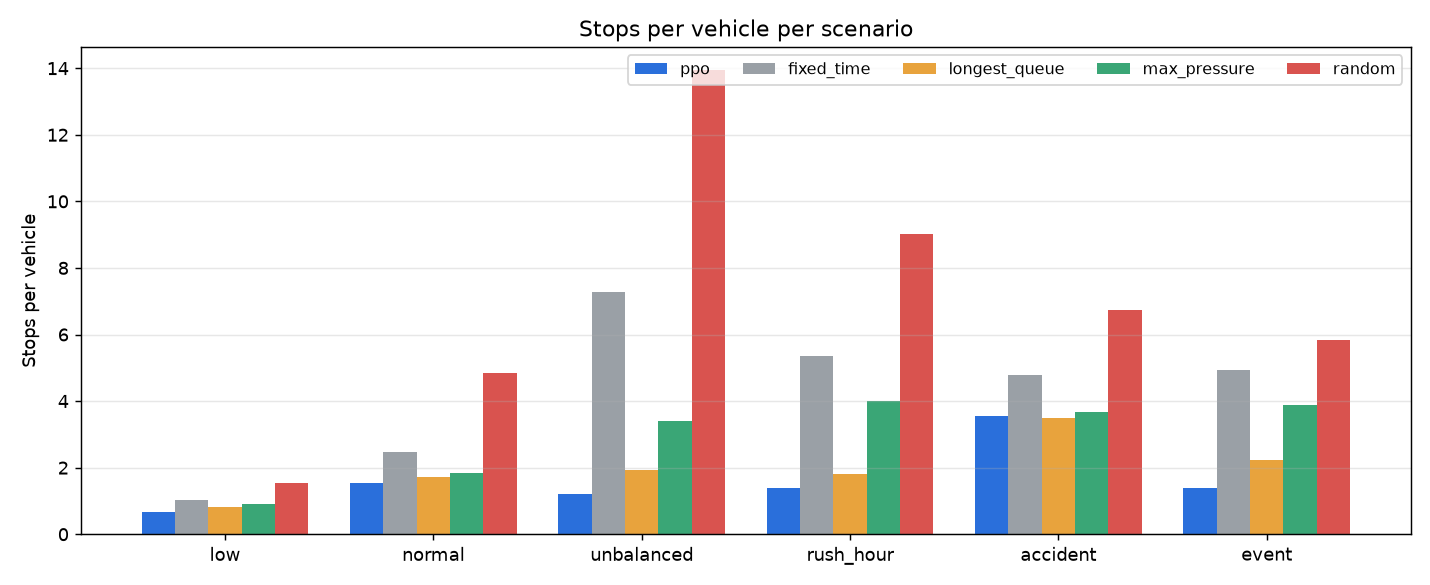 Stops per vehicle per scenario
ppo fixed_time longest_queue max_pressure random
Stops per vehicle
14
12
10
8
6
4
2
0
low normal unbalanced rush_hour accident event